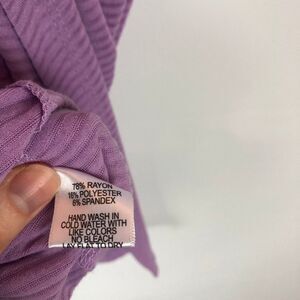 78% RAYON
16% POLYESTER
6% SPANDEX
HAND WASH IN
COLD WATER WITH
LIKE COLORS
NO BLEACH
LAY FLAT TO DRY